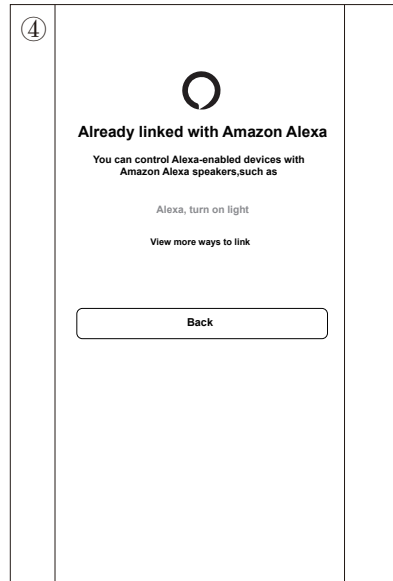 ④
Already linked with Amazon Alexa
You can control Alexa-enabled devices with
Amazon Alexa speakers,such as
Alexa, turn on light
View more ways to link
Back